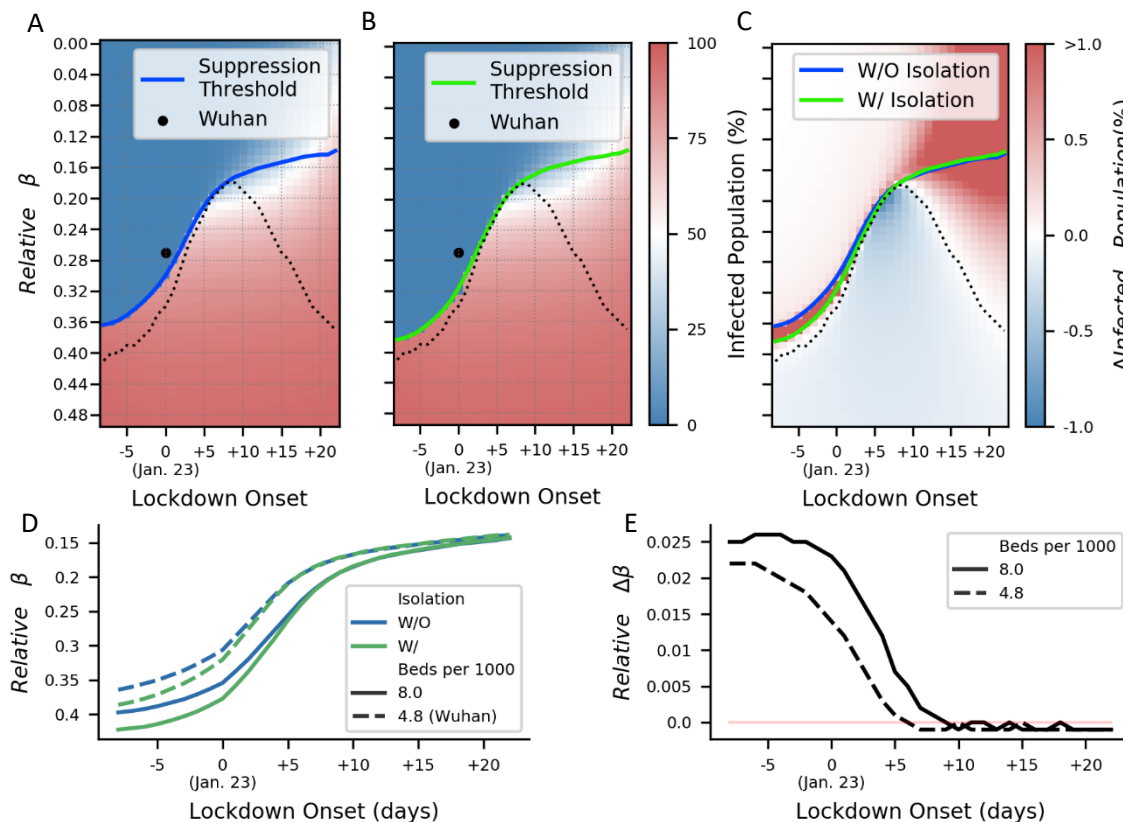 A
B
C
0.00
0.04
0.08
0.12
0.16
0.20
0.24
0.28
0.32
0.36
0.40
0.44
0.48
Relative β
Suppression
Threshold
Wuhan
-5
0
+5
+10
+15
+20
(Jan. 23)
Lockdown Onset
Suppression
Threshold
Wuhan
-5
0
+5
+10
+15
+20
(Jan. 23)
Lockdown Onset
100
75
50
25
0
Infected Population (%)
W/O Isolation
W/ Isolation
-5
0
+5
+10
+15
+20
(Jan. 23)
Lockdown Onset
>1.0
0.5
0.0
-0.5
-1.0
ΔInfected Population(%)
D
0.15
0.2
0.25
0.3
0.35
0.4
Relative β
Isolation
W/O
W/
Beds per 1000
8.0
4.8 (Wuhan)
-5
0
+5
+10
+15
+20
(Jan. 23)
Lockdown Onset (days)
E
0.025
0.02
0.015
0.01
0.005
0.0
Relative Δβ
Beds per 1000
8.0
4.8
-5
0
+5
+10
+15
+20
(Jan. 23)
Lockdown Onset (days)